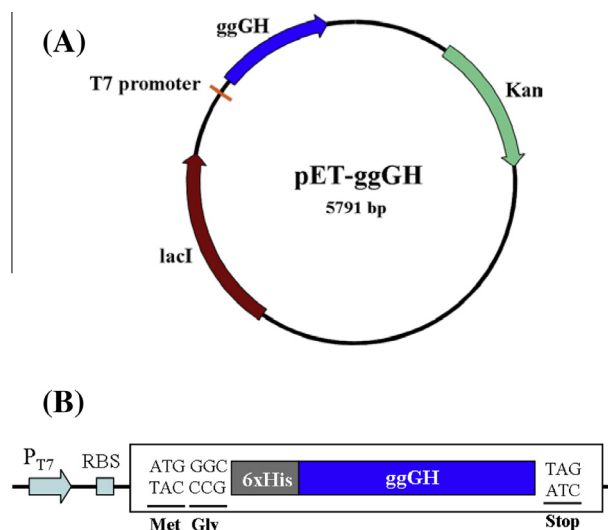 (A)
ggGH
T7 promoter
Kan
pET-ggGH
5791 bp
lacI
(B)
PT7
RBS
ATG GGC
TAC CCG
Met Gly
6xHis
ggGH
TAG
ATC
Stop